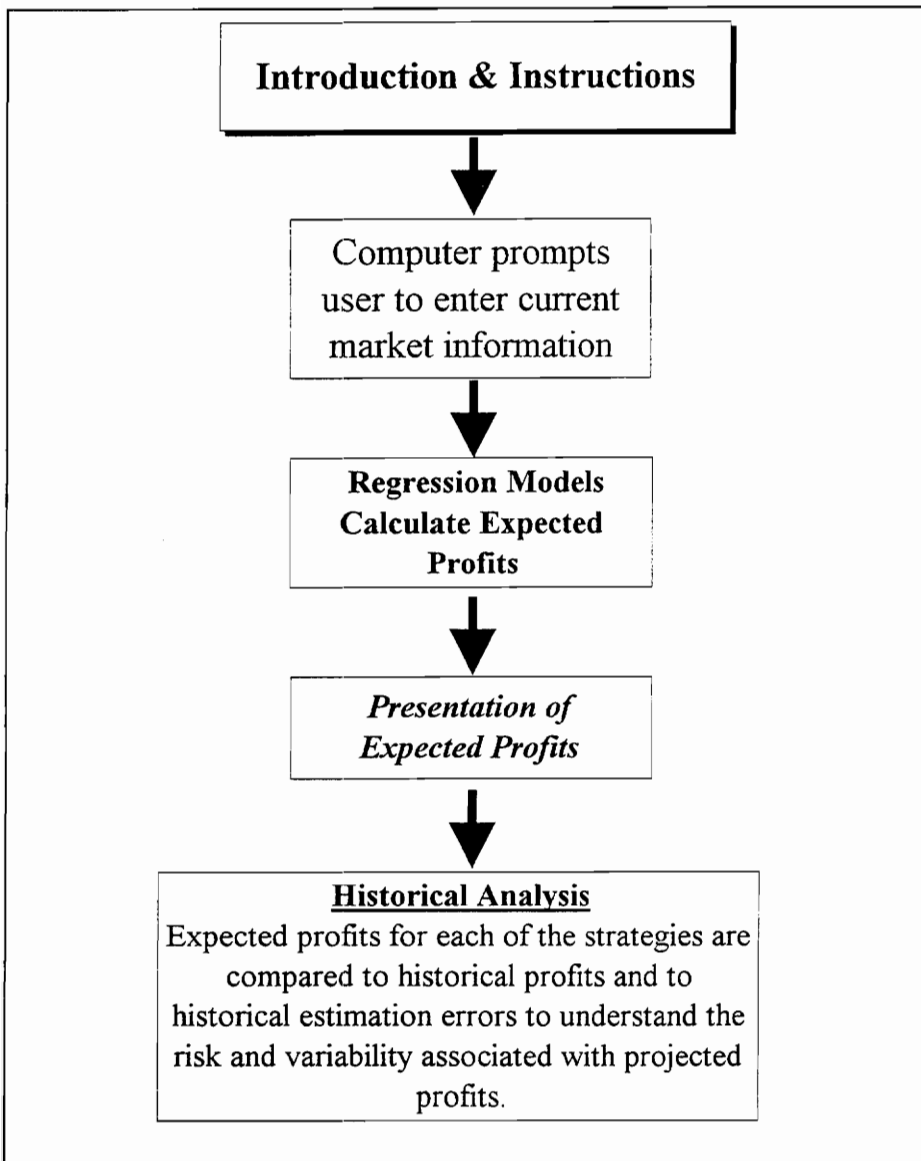 Introduction & Instructions
Computer prompts
user to enter current
market information
Regression Models
Calculate Expected
Profits
Presentation of
Expected Profits
Historical Analysis
Expected profits for each of the strategies are
compared to historical profits and to
historical estimation errors to understand the
risk and variability associated with projected
profits.